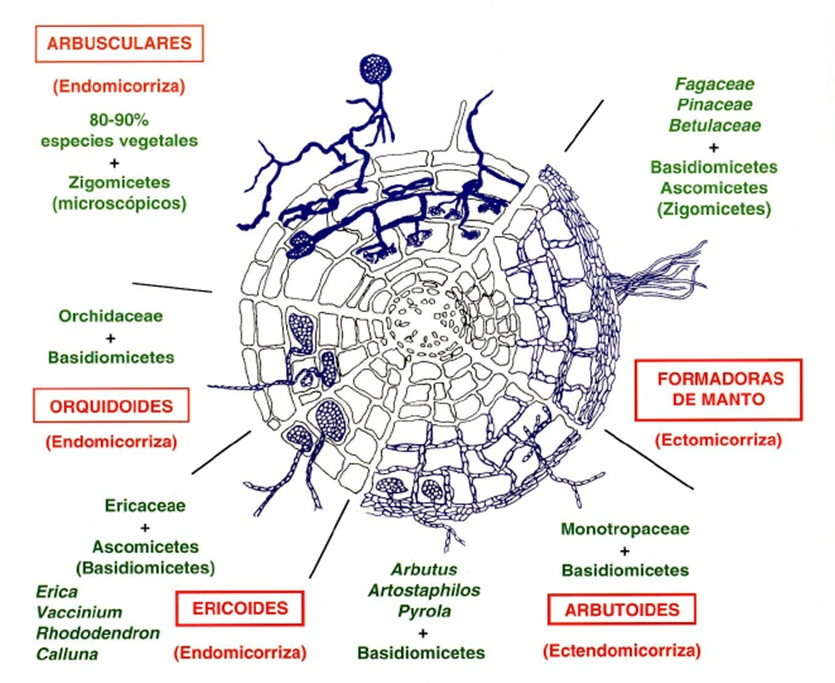 ARBUSCULARES
(Endomicorriza)
80-90%
especies vegetales
+
Zigomicetes
(microscópicos)
Fagaceae
Pinaceae
Betulaceae
+
Basidiomicetes
Ascomicetes
(Zigomicetes)
Orchidaceae
+
Basidiomicetes
ORQUIDOIDES
(Endomicorriza)
FORMADORAS
DE MANTO
(Ectomicorriza)
Ericaceae
+
Ascomicetes
(Basidiomicetes)
Erica
Vaccinium
Rhododendron
Calluna
ERICOIDES
(Endomicorriza)
Arbutus
Artostaphilos
Pyrola
+
Basidiomicetes
Monotropaceae
+
Basidiomicetes
ARBUTOIDES
(Ectendomicorriza)